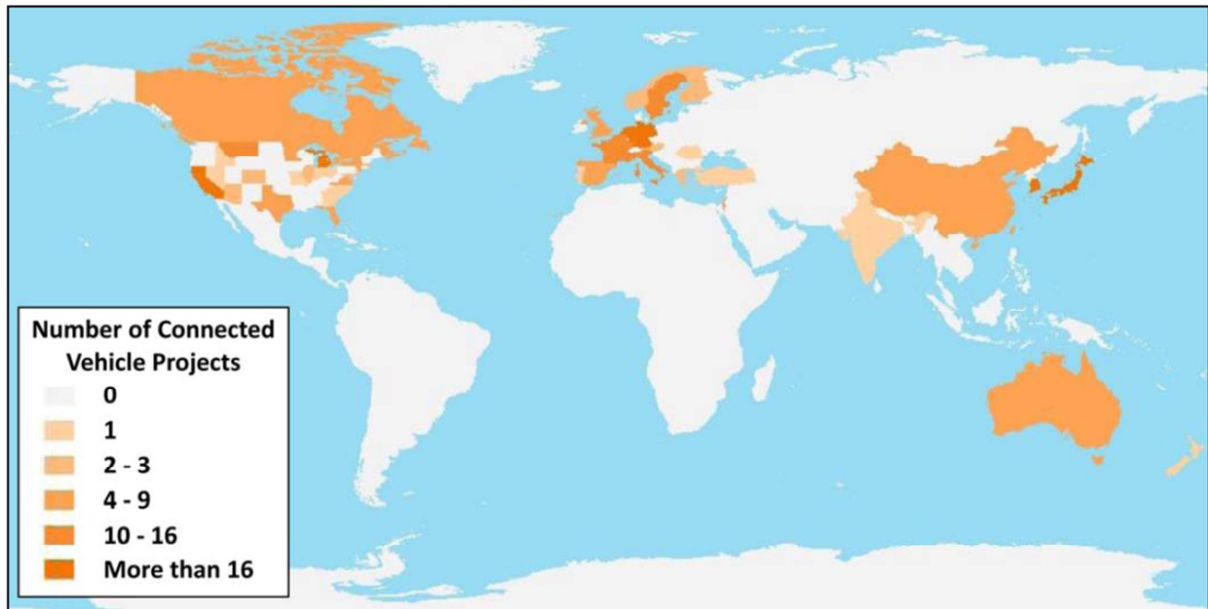 Number of Connected
Vehicle Projects
0
1
2 - 3
4 - 9
10 - 16
More than 16